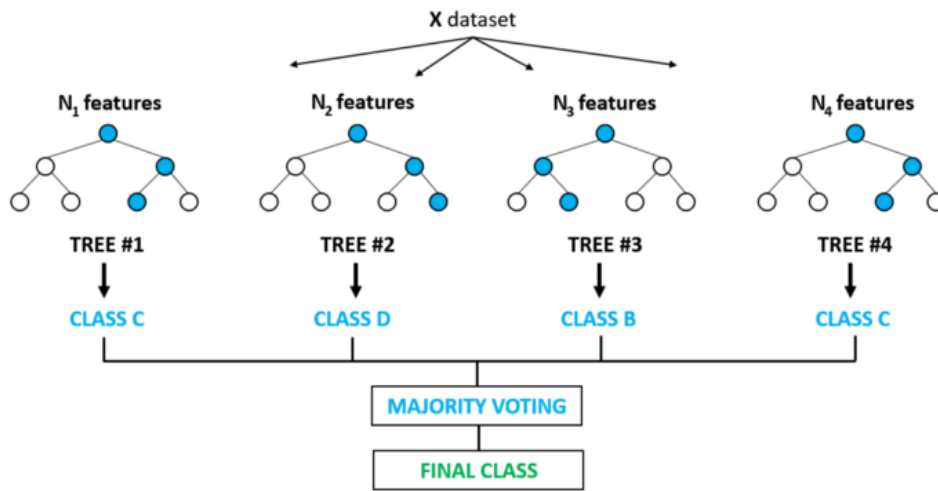 X dataset
N₁ features
N₂ features
N₃ features
N₄ features
TREE #1
TREE #2
TREE #3
TREE #4
CLASS C
CLASS D
CLASS B
CLASS C
MAJORITY VOTING
FINAL CLASS